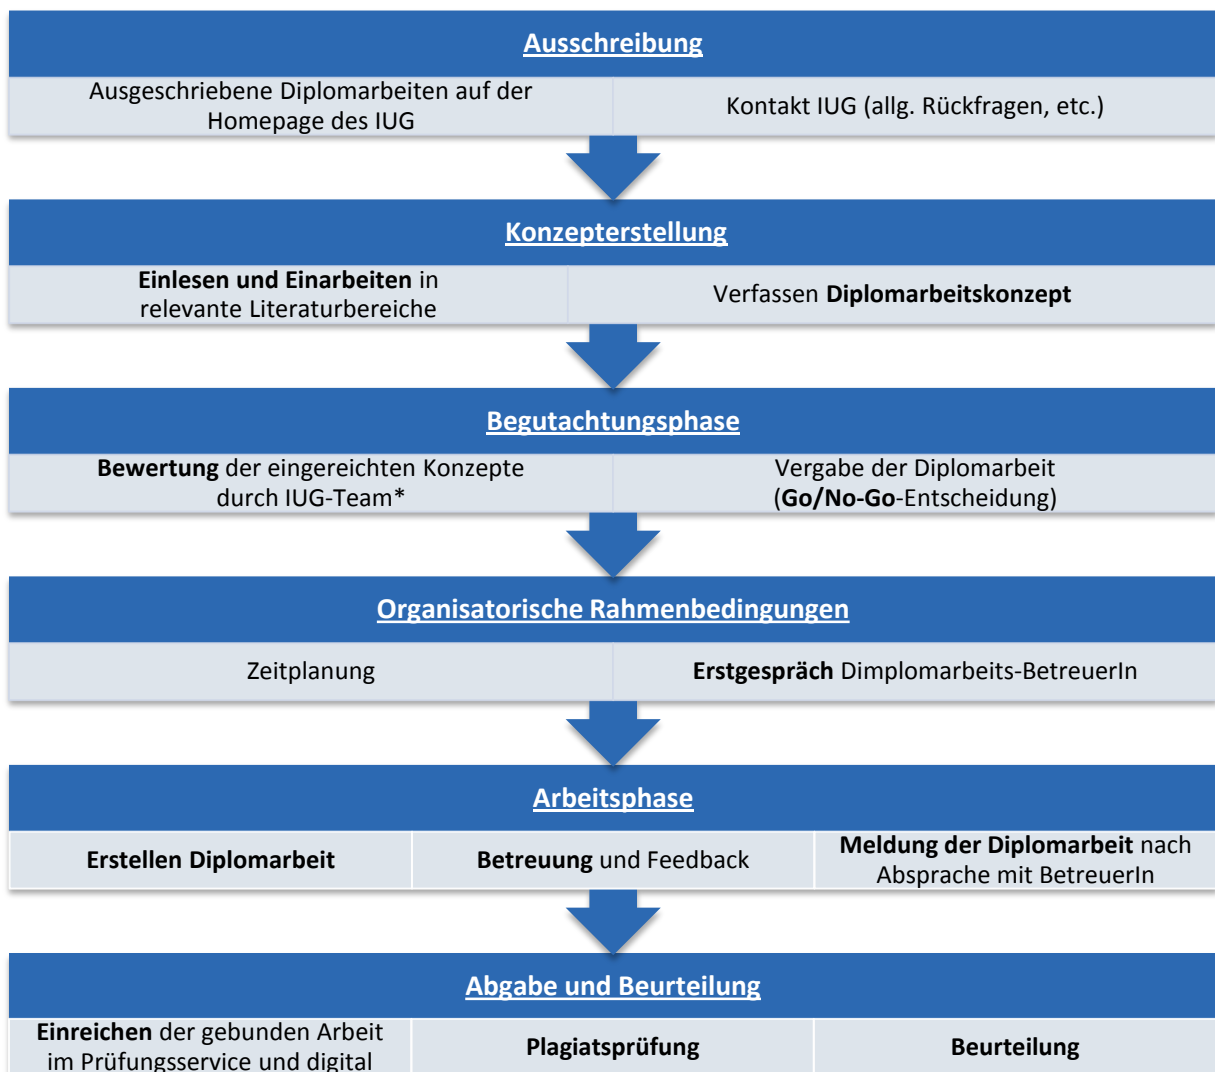 Ausschreibung
Ausgeschriebene Diplomarbeiten auf der
Homepage des IUG
Kontakt IUG (allg. Rückfragen, etc.)
Konzepterstellung
Einlesen und Einarbeiten in
relevante Literaturbereiche
Verfassen Diplomarbeitskonzept
Begutachtungsphase
Bewertung der eingereichten Konzepte
durch IUG-Team*
Vergabe der Diplomarbeit
(Go/No-Go-Entscheidung)
Organisatorische Rahmenbedingungen
Zeitplanung
Erstgespräch Dimplomarbeits-BetreuerIn
Arbeitsphase
Erstellen Diplomarbeit
Betreuung und Feedback
Meldung der Diplomarbeit nach
Absprache mit BetreuerIn
Abgabe und Beurteilung
Einreichen der gebunden Arbeit
im Prüfungsservice und digital
Plagiatsprüfung
Beurteilung